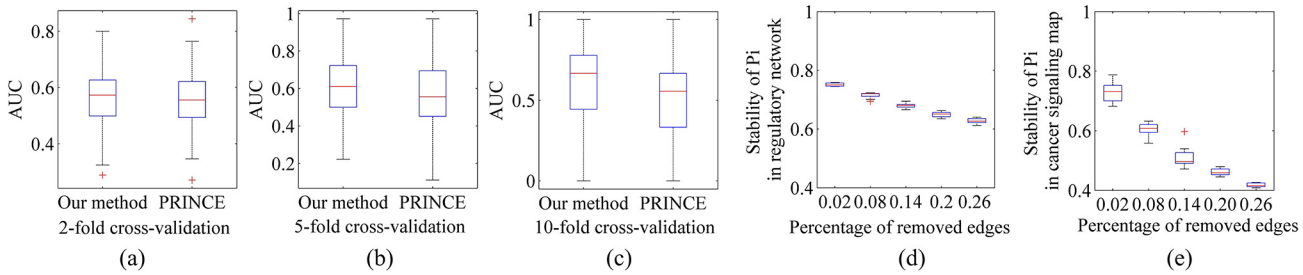 AUC
0.8
0.6
0.4
Our method PRINCE
2-fold cross-validation
(a)
AUC
1
0.8
0.6
0.4
0.2
Our method PRINCE
5-fold cross-validation
(b)
AUC
1
0.5
0
Our method PRINCE
10-fold cross-validation
(c)
Stability of Pi
in regulatory network
1
0.8
0.6
0.4
0.02 0.08 0.14 0.2 0.26
Percentage of removed edges
(d)
Stability of Pi
in cancer signaling map
1
0.8
0.6
0.4
0.02 0.08 0.14 0.20 0.26
Percentage of removed edges
(e)